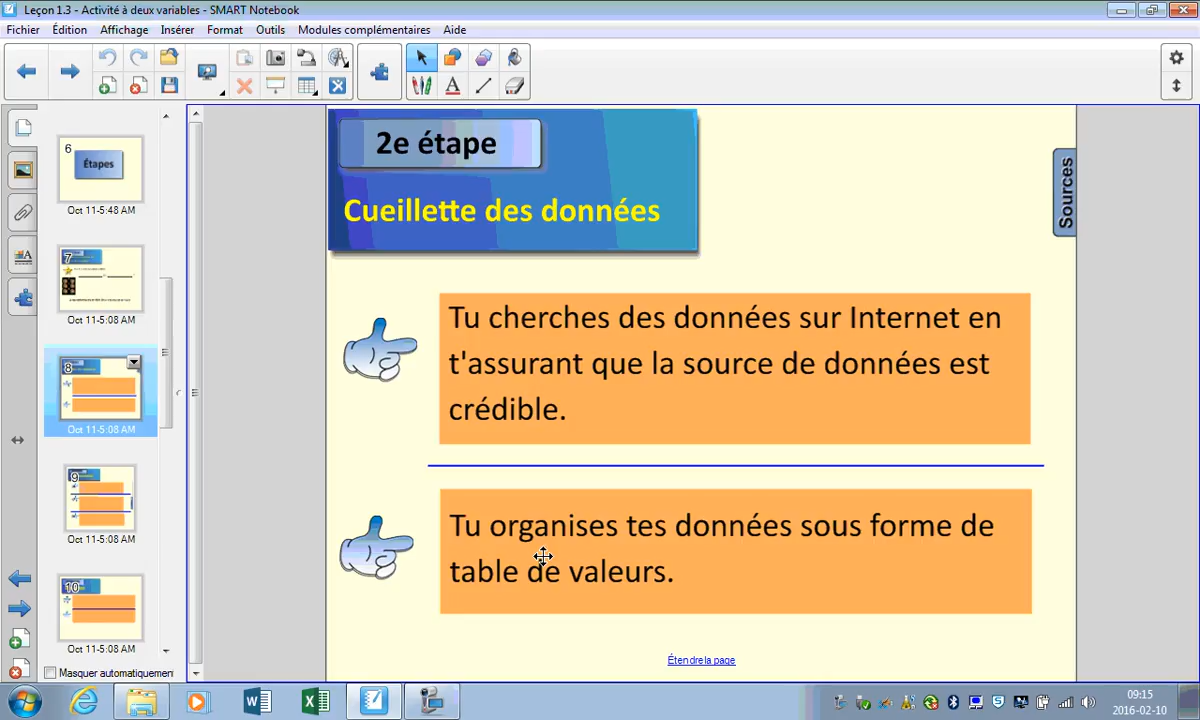 Leçon 1.3 - Activité à deux variables - SMART Notebook
Fichier Édition Affichage Insérer Format Outils Modules complémentaires Aide
6
Étapes
Oct 11-5:48 AM
7
Oct 11-5:08 AM
8
Oct 11-5:08 AM
9
Oct 11-5:08 AM
10
Oct 11-5:08 AM
Masquer automatiquement
2e étape
Cueillette des données
Sources
Tu cherches des données sur Internet en
t'assurant que la source de données est
crédible.
Tu organises tes données sous forme de
table de valeurs.
Étendre la page
09:15
2016-02-10